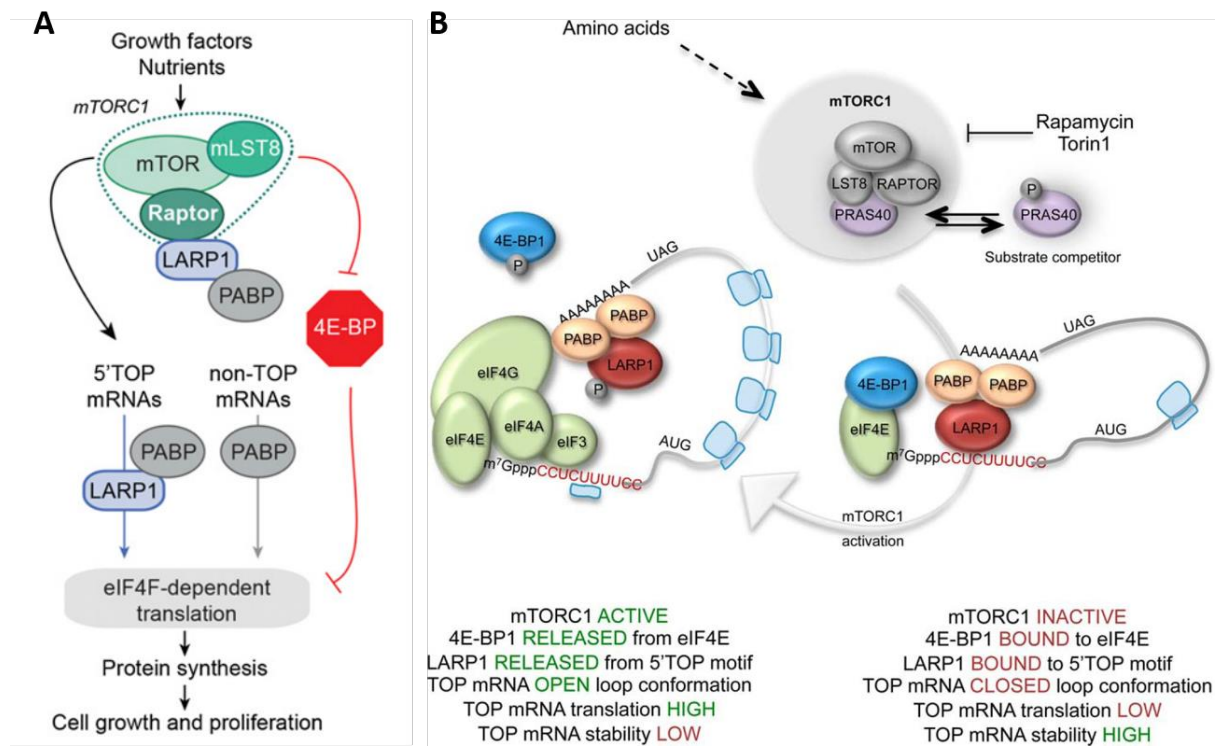 A
Growth factors
Nutrients
mTORC1
mLST8
mTOR
Raptor
LARP1
PABP
4E-BP
5'TOP
mRNAs
non-TOP
mRNAs
PABP
PABP
LARP1
eIF4F-dependent
translation
Protein synthesis
Cell growth and proliferation
B
Amino acids
mTORC1
mTOR
LST8
RAPTOR
PRAS40
Rapamycin
Torin1
P
PRAS40
Substrate competitor
4E-BP1
P
UAG
AAAAAAAA
PABP
PABP
LARP1
P
eIF4G
eIF4E
eIF4A
eIF3
AUG
m7GpppCCUCUUUUCC
UAG
AAAAAAAA
4E-BP1
PABP
PABP
eIF4E
LARP1
AUG
m7GpppCCUCUUUUCC
mTORC1
activation
mTORC1 ACTIVE
4E-BP1 RELEASED from eIF4E
LARP1 RELEASED from 5'TOP motif
TOP mRNA OPEN loop conformation
TOP mRNA translation HIGH
TOP mRNA stability LOW
mTORC1 INACTIVE
4E-BP1 BOUND to eIF4E
LARP1 BOUND to 5'TOP motif
TOP mRNA CLOSED loop conformation
TOP mRNA translation LOW
TOP mRNA stability HIGH